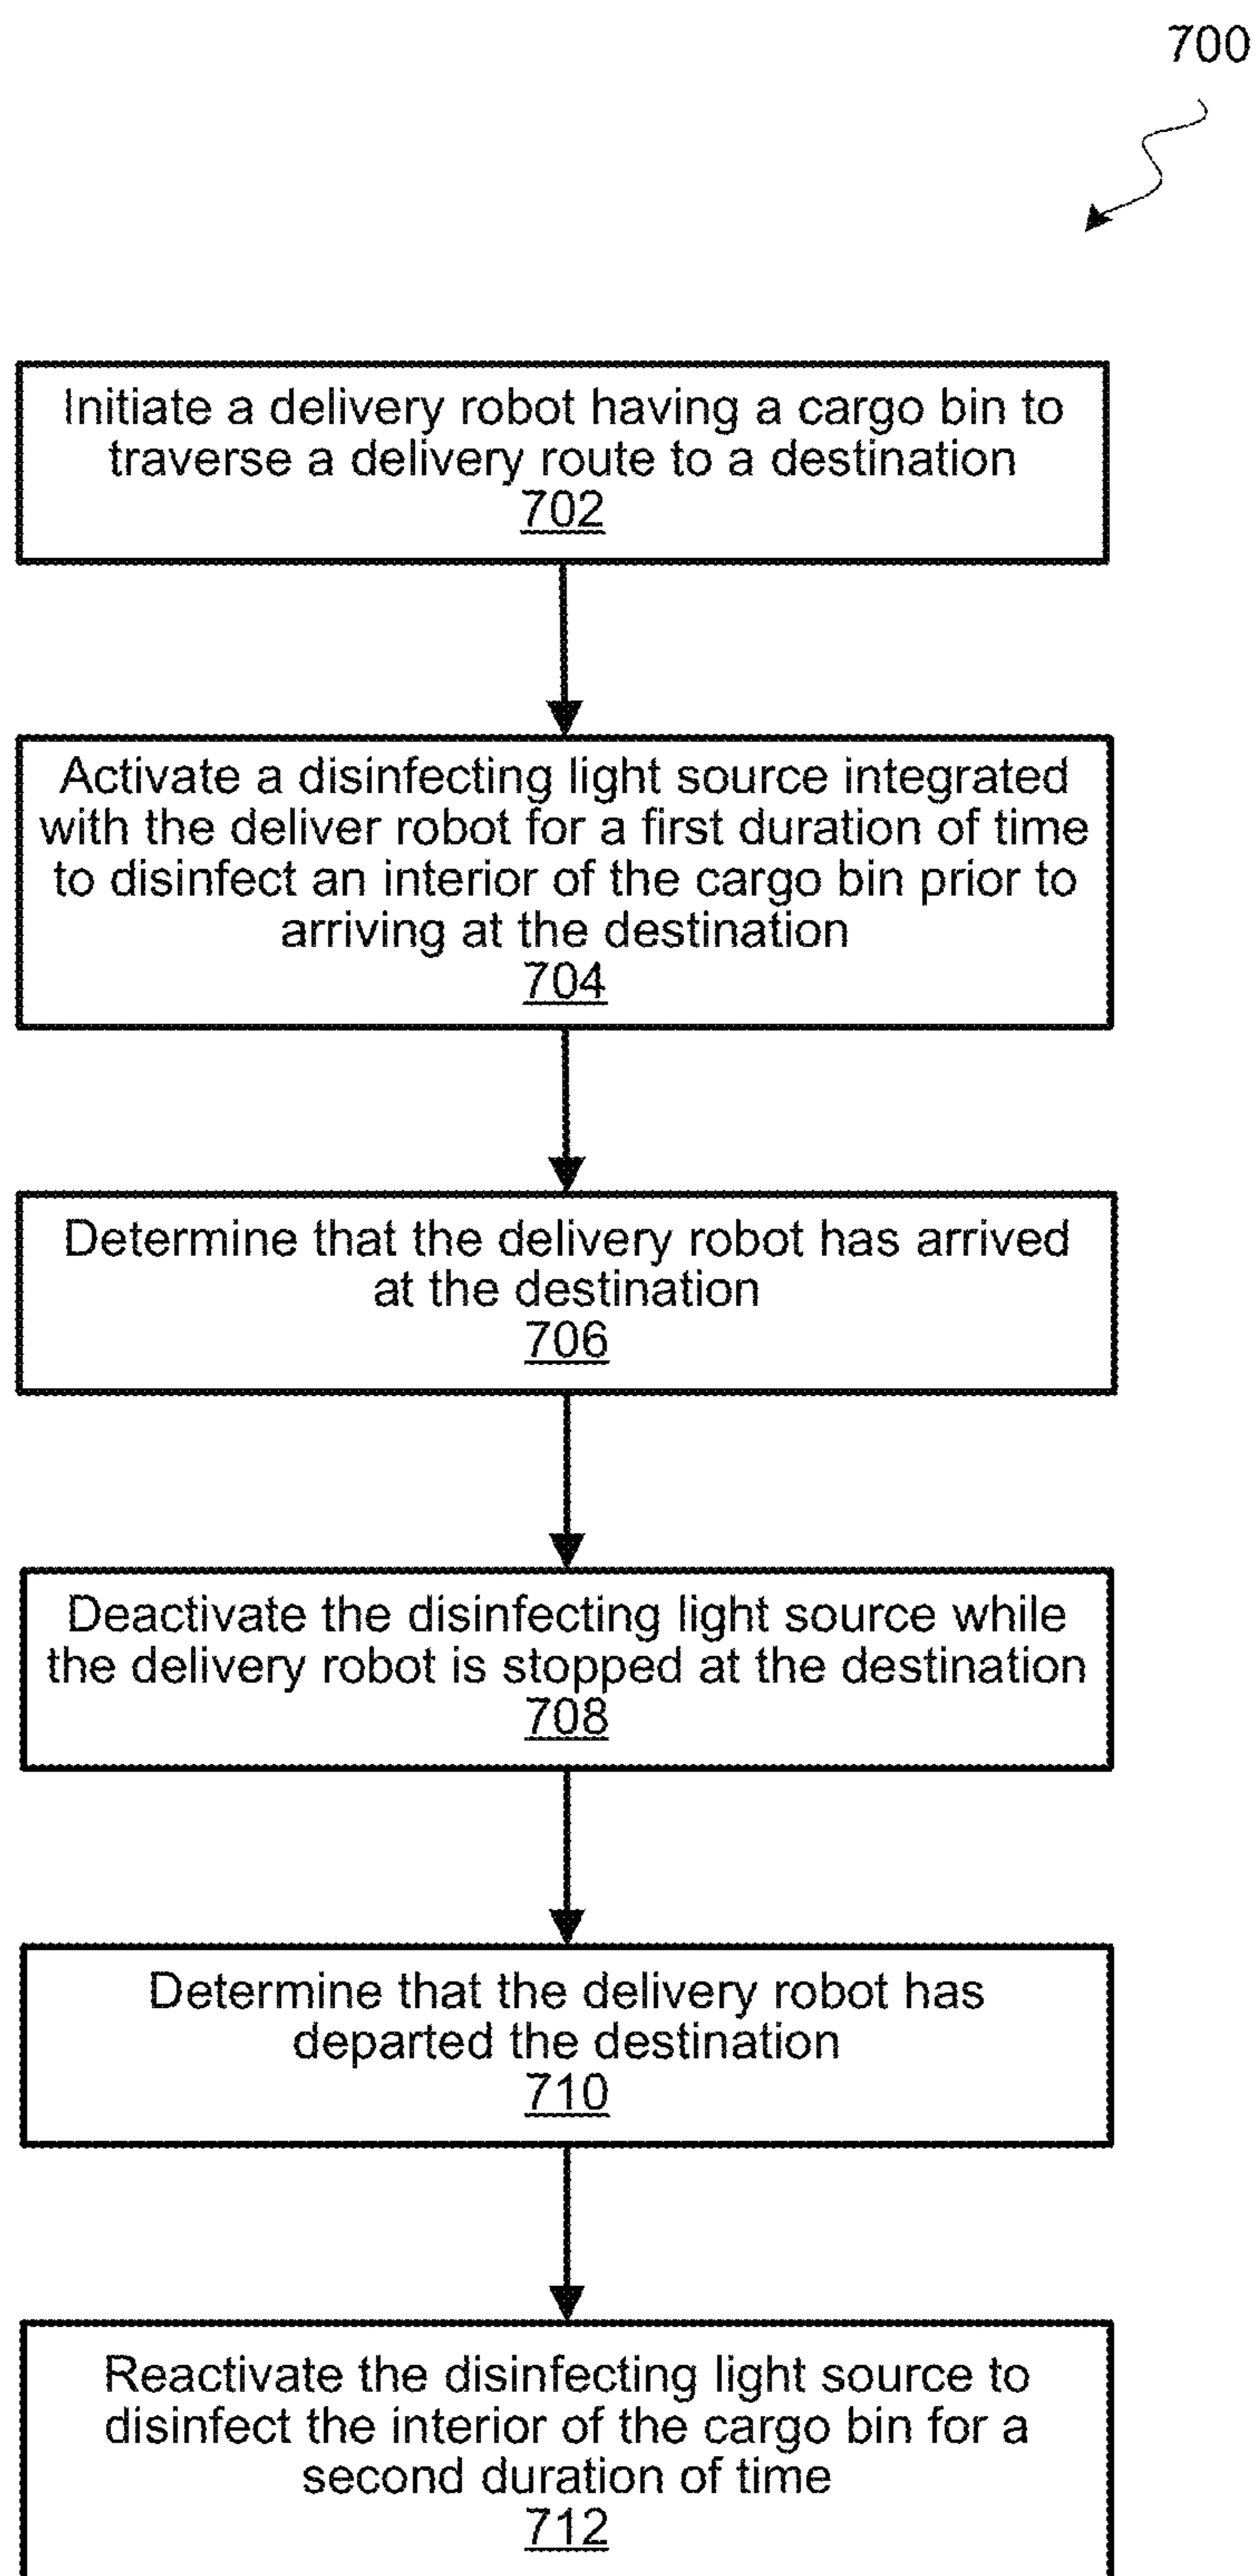 700
Initiate a delivery robot having a cargo bin to
traverse a delivery route to a destination
702
Activate a disinfecting light source integrated
with the deliver robot for a first duration of time
to disinfect an interior of the cargo bin prior to
arriving at the destination
704
Determine that the delivery robot has arrived
at the destination
706
Deactivate the disinfecting light source while
the delivery robot is stopped at the destination
708
Determine that the delivery robot has
departed the destination
710
Reactivate the disinfecting light source to
disinfect the interior of the cargo bin for a
second duration of time
712